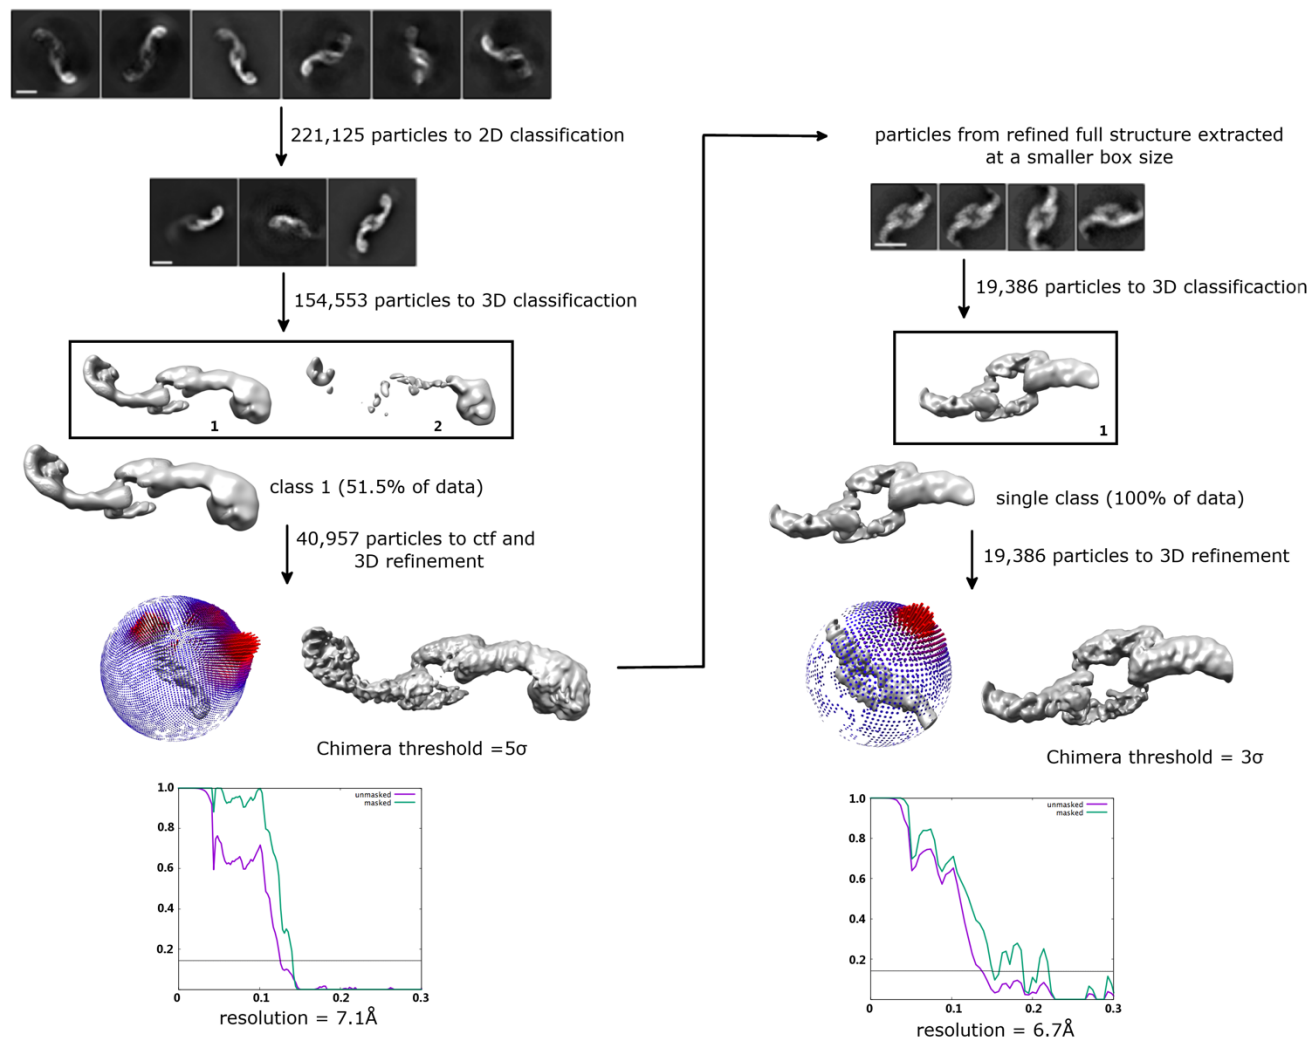 221,125 particles to 2D classification
154,553 particles to 3D classificaction
1
2
class 1 (51.5% of data)
40,957 particles to ctf and
3D refinement
Chimera threshold =5σ
1.0
0.8
0.6
0.4
0.2
unmasked
masked
0
0.1
0.2
0.3
resolution = 7.1Å
particles from refined full structure extracted
at a smaller box size
19,386 particles to 3D classificaction
1
single class (100% of data)
19,386 particles to 3D refinement
Chimera threshold = 3σ
1.0
0.8
0.6
0.4
0.2
unmasked
masked
0
0.1
0.2
0.3
resolution = 6.7Å